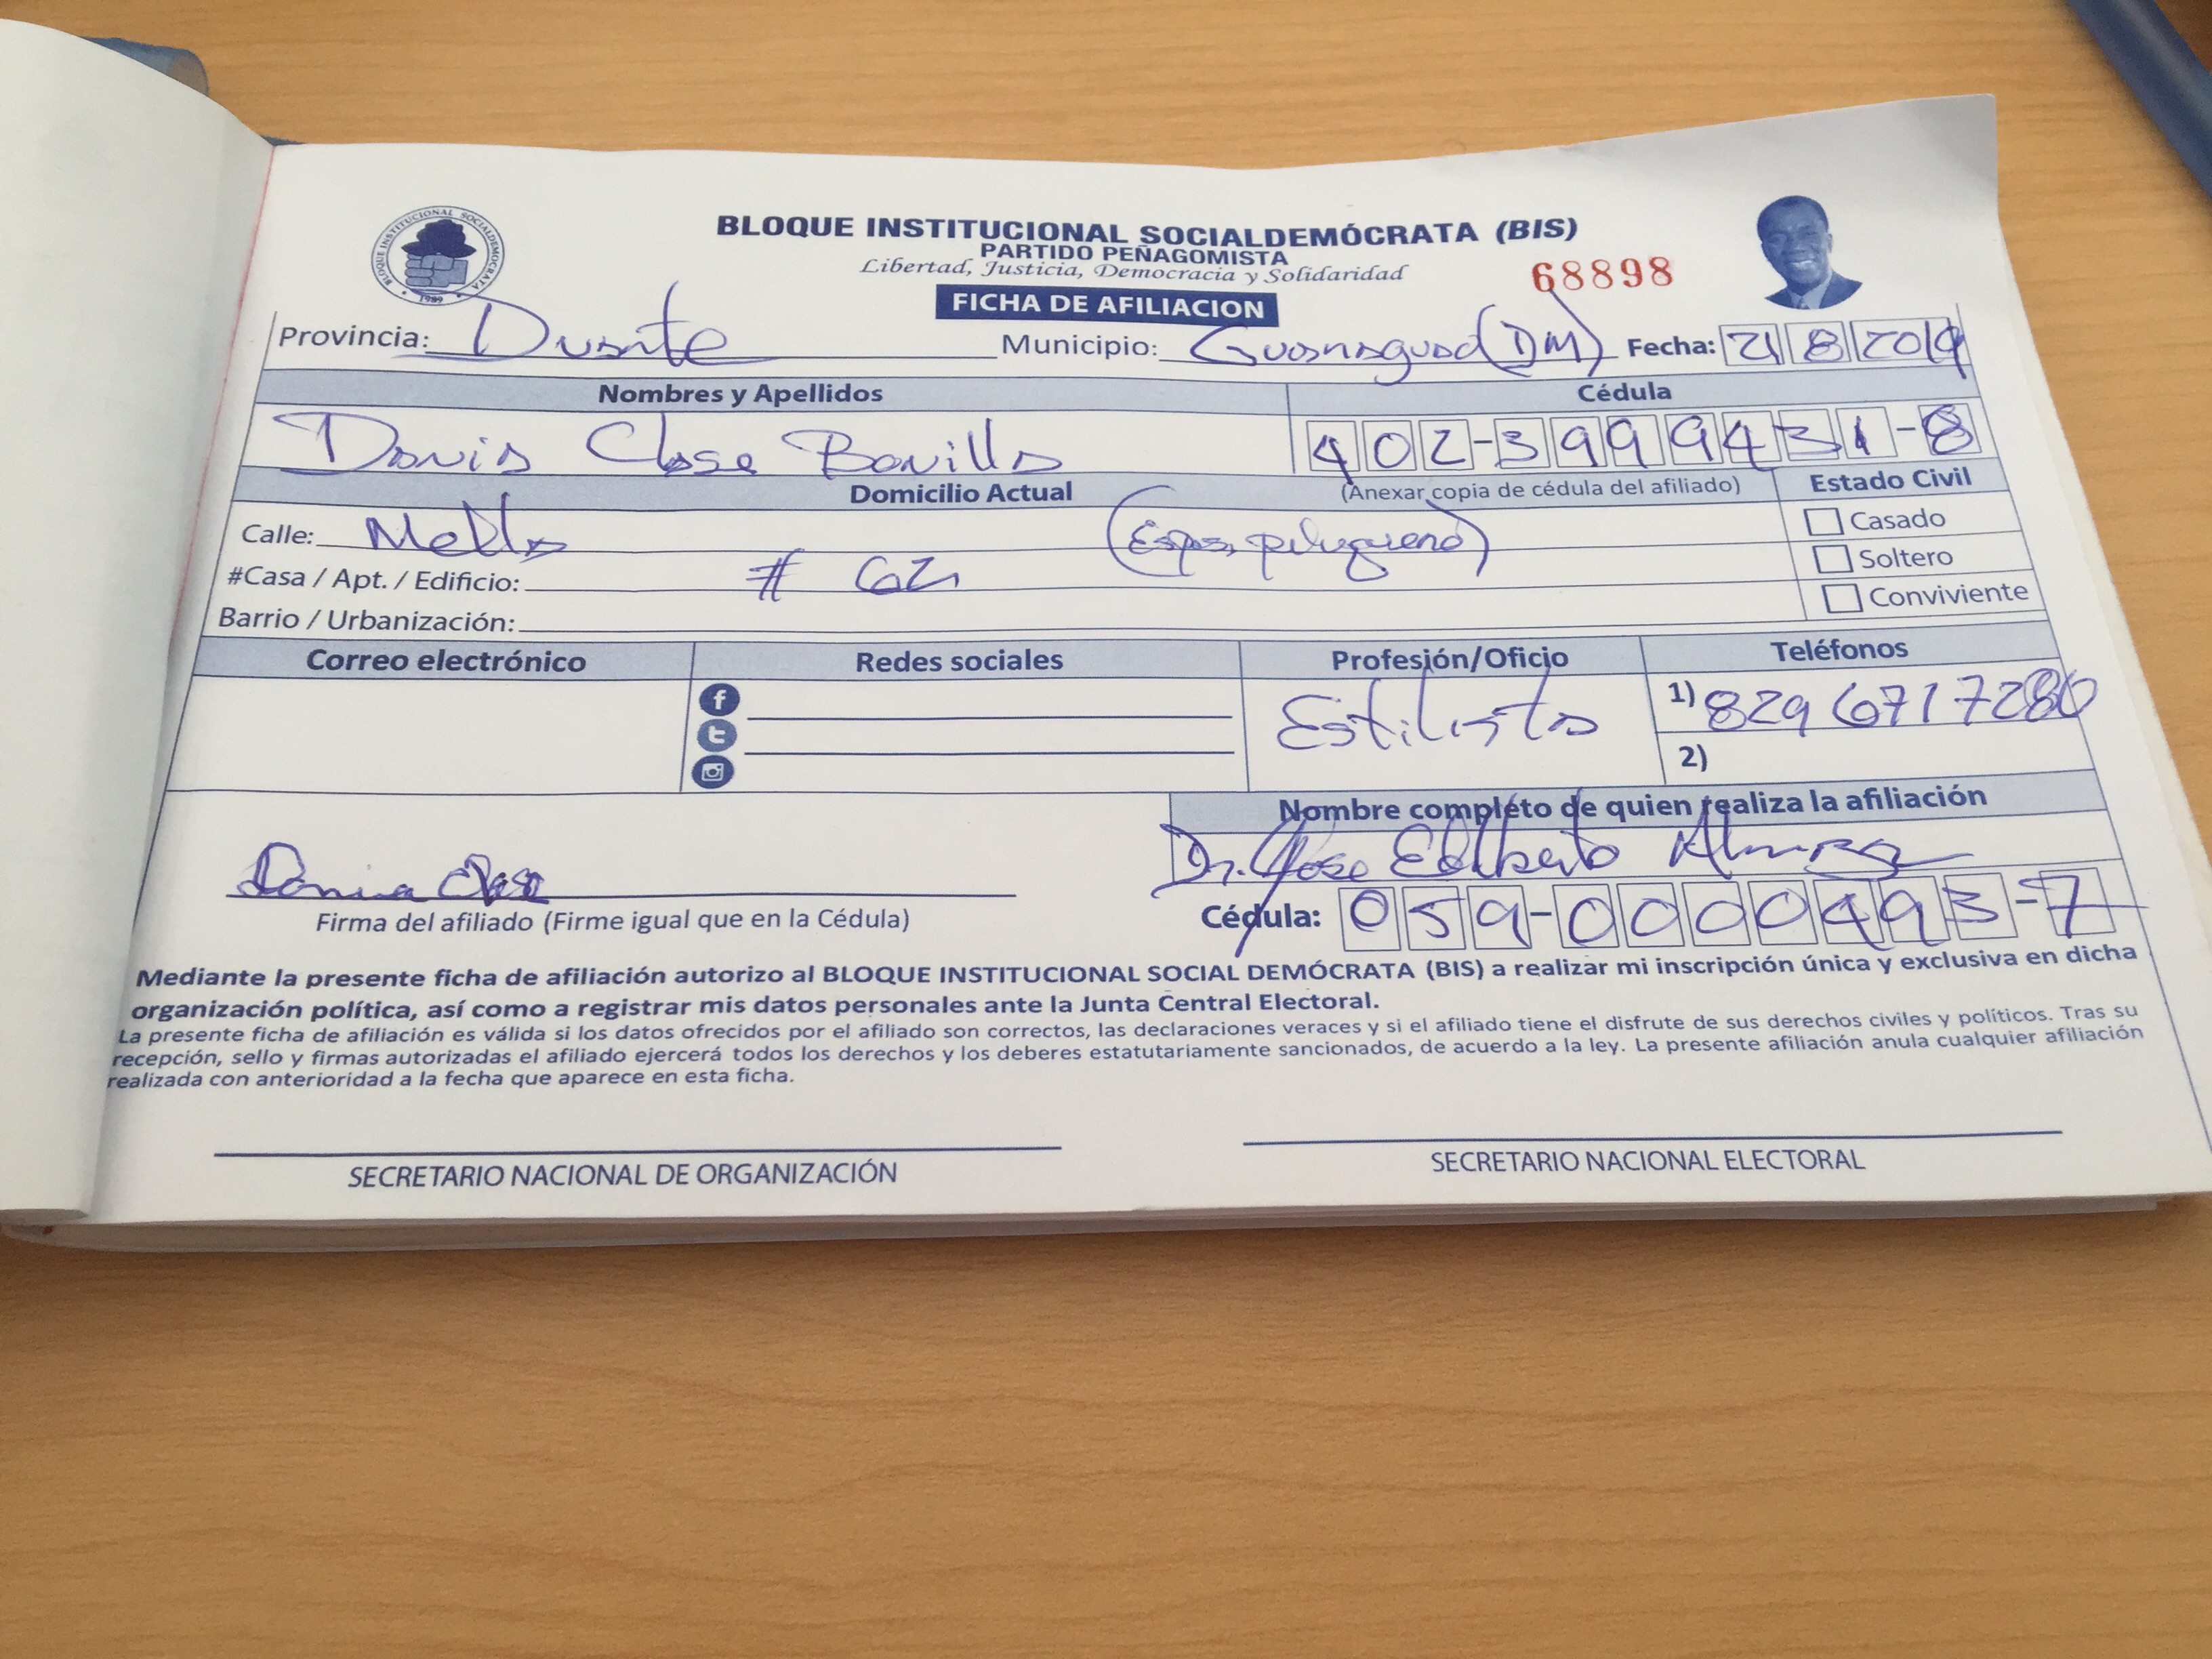 BLOQUE INSTITUCIONAL SOCIALDEMOCRATA
1989
BLOQUE INSTITUCIONAL SOCIALDEMÓCRATA (BIS)
PARTIDO PEÑAGOMISTA
Libertad, Justicia, Democracia y Solidaridad
68898
FICHA DE AFILIACION
Provincia: Duarte Municipio: (DM) Fecha: 21 8 2019
Nombres y Apellidos Cédula
Clase Bonilla 402-3999431-8
Domicilio Actual (Anexar copia de cédula del afiliado) Estado Civil
Calle: Mella Casado
#Casa / Apt. / Edificio: # 62 Soltero
Barrio / Urbanización: Conviviente
Correo electrónico Redes sociales Profesión/Oficio Teléfonos
Estilista 1) 829 671 7280
2)
Nombre completo de quien realiza la afiliación
Dr. Jose Edilberto
Firma del afiliado (Firme igual que en la Cédula) Cédula: 059-0000493-7
Mediante la presente ficha de afiliación autorizo al BLOQUE INSTITUCIONAL SOCIAL DEMÓCRATA (BIS) a realizar mi inscripción única y exclusiva en dicha
organización política, así como a registrar mis datos personales ante la Junta Central Electoral.
La presente ficha de afiliación es válida si los datos ofrecidos por el afiliado son correctos, las declaraciones veraces y si el afiliado tiene el disfrute de sus derechos civiles y políticos. Tras su
recepción, sello y firmas autorizadas el afiliado ejercerá todos los derechos y los deberes estatutariamente sancionados, de acuerdo a la ley. La presente afiliación anula cualquier afiliación
realizada con anterioridad a la fecha que aparece en esta ficha.
SECRETARIO NACIONAL DE ORGANIZACIÓN SECRETARIO NACIONAL ELECTORAL